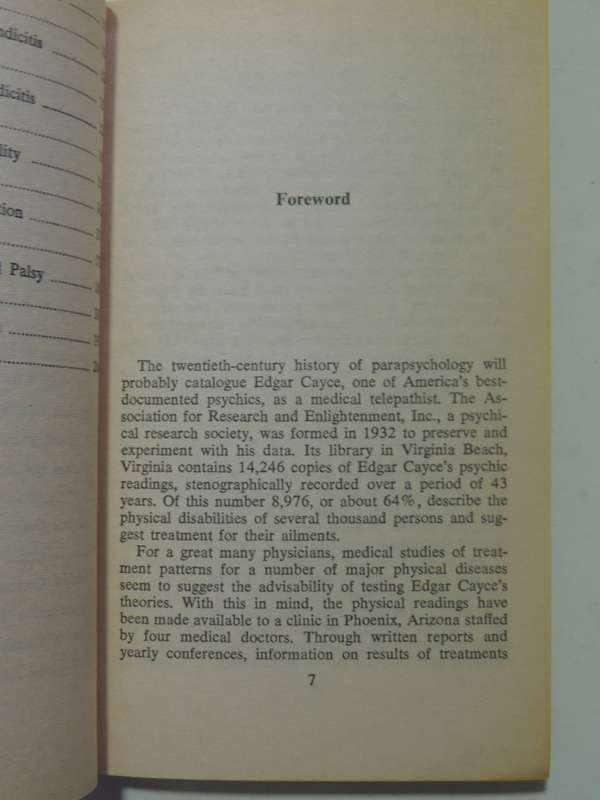 Palsy
Foreword
The twentieth-century history of parapsychology will
probably catalogue Edgar Cayce, one of America's best-
documented psychics, as a medical telepathist. The As-
sociation for Research and Enlightenment, Inc., a psychi-
cal research society, was formed in 1932 to preserve and
experiment with his data. Its library in Virginia Beach,
Virginia contains 14,246 copies of Edgar Cayce's psychic
readings, stenographically recorded over a period of 43
years. Of this number 8,976, or about 64%, describe the
physical disabilities of several thousand persons and sug-
gest treatment for their ailments.
For a great many physicians, medical studies of treat-
ment patterns for a number of major physical diseases
seem to suggest the advisability of testing Edgar Cayce's
theories. With this in mind, the physical readings have
been made available to a clinic in Phoenix, Arizona staffed
by four medical doctors. Through written reports and
yearly conferences, information on results of treatments
7